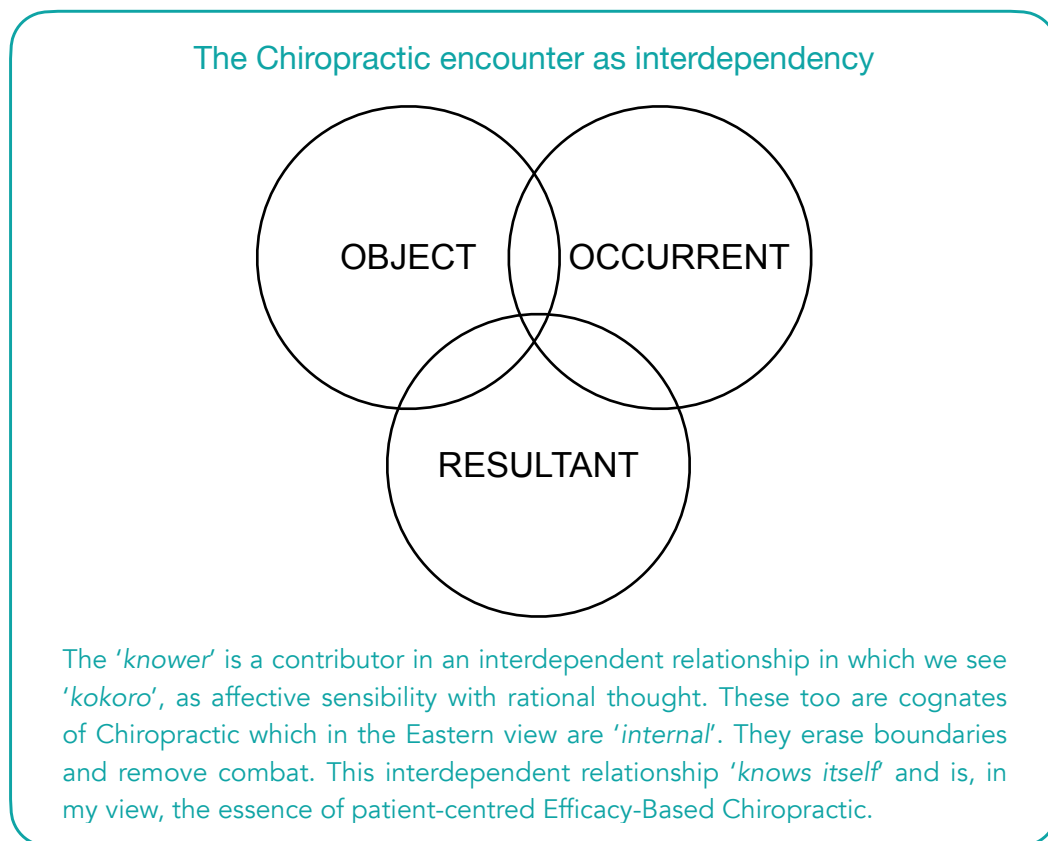 The Chiropractic encounter as interdependency
OBJECT
OCCURRENT
RESULTANT
The ‘knower’ is a contributor in an interdependent relationship in which we see
‘kokoro’, as affective sensibility with rational thought. These too are cognates
of Chiropractic which in the Eastern view are ‘internal’. They erase boundaries
and remove combat. This interdependent relationship ‘knows itself’ and is, in
my view, the essence of patient-centred Efficacy-Based Chiropractic.